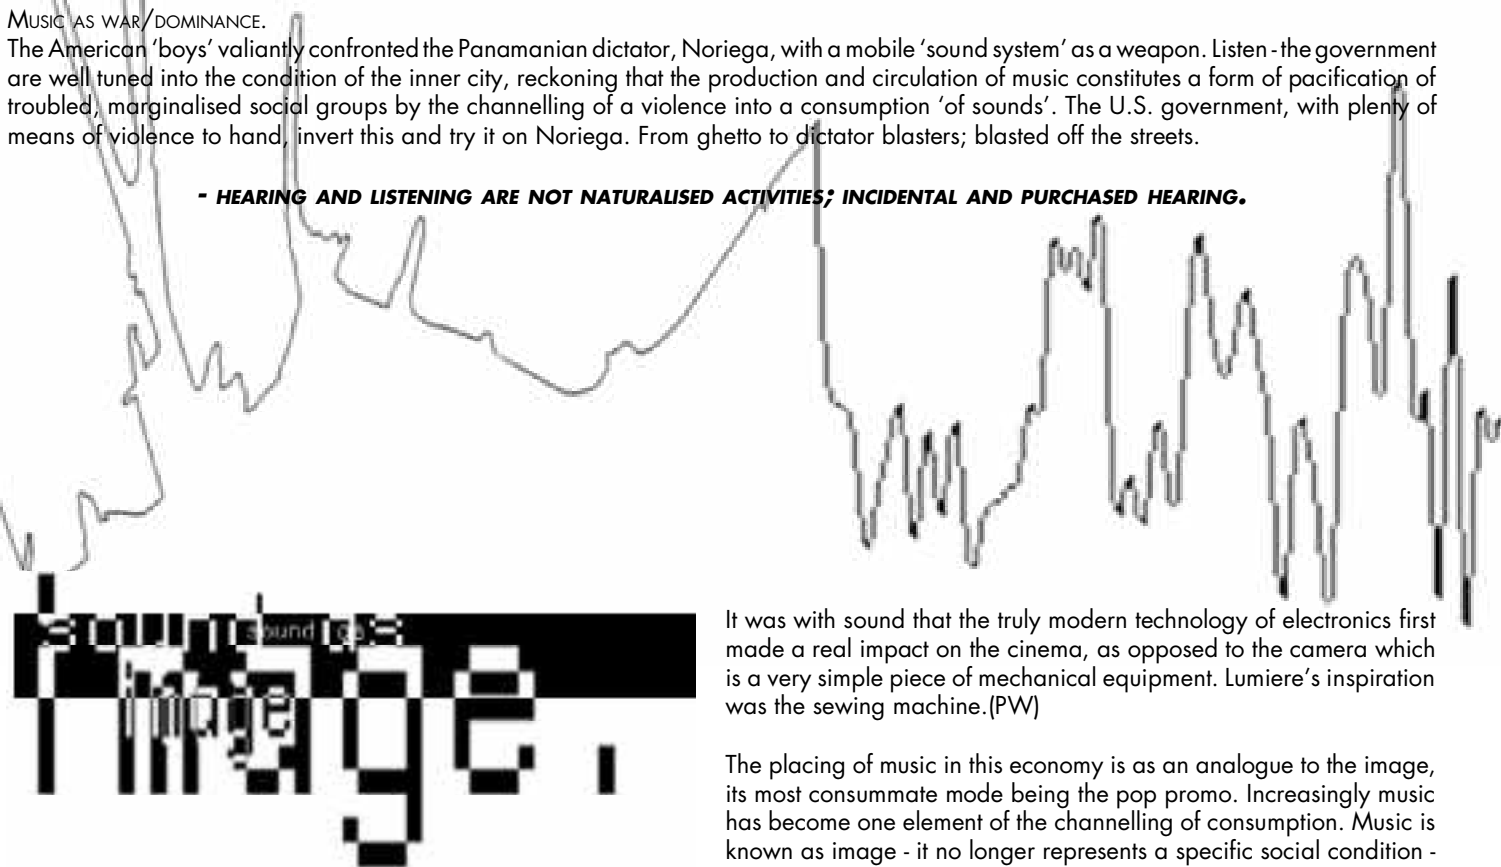 Music as war/dominance.
The American ‘boys’ valiantly confronted the Panamanian dictator, Noriega, with a mobile ‘sound system’ as a weapon. Listen - the government
are well tuned into the condition of the inner city, reckoning that the production and circulation of music constitutes a form of pacification of
troubled, marginalised social groups by the channelling of a violence into a consumption ‘of sounds’. The U.S. government, with plenty of
means of violence to hand, invert this and try it on Noriega. From ghetto to dictator blasters; blasted off the streets.
- HEARING AND LISTENING ARE NOT NATURALISED ACTIVITIES; INCIDENTAL AND PURCHASED HEARING.
sound as
image
image.
It was with sound that the truly modern technology of electronics first
made a real impact on the cinema, as opposed to the camera which
is a very simple piece of mechanical equipment. Lumiere’s inspiration
was the sewing machine.(PW)
The placing of music in this economy is as an analogue to the image,
its most consummate mode being the pop promo. Increasingly music
has become one element of the channelling of consumption. Music is
known as image - it no longer represents a specific social condition -